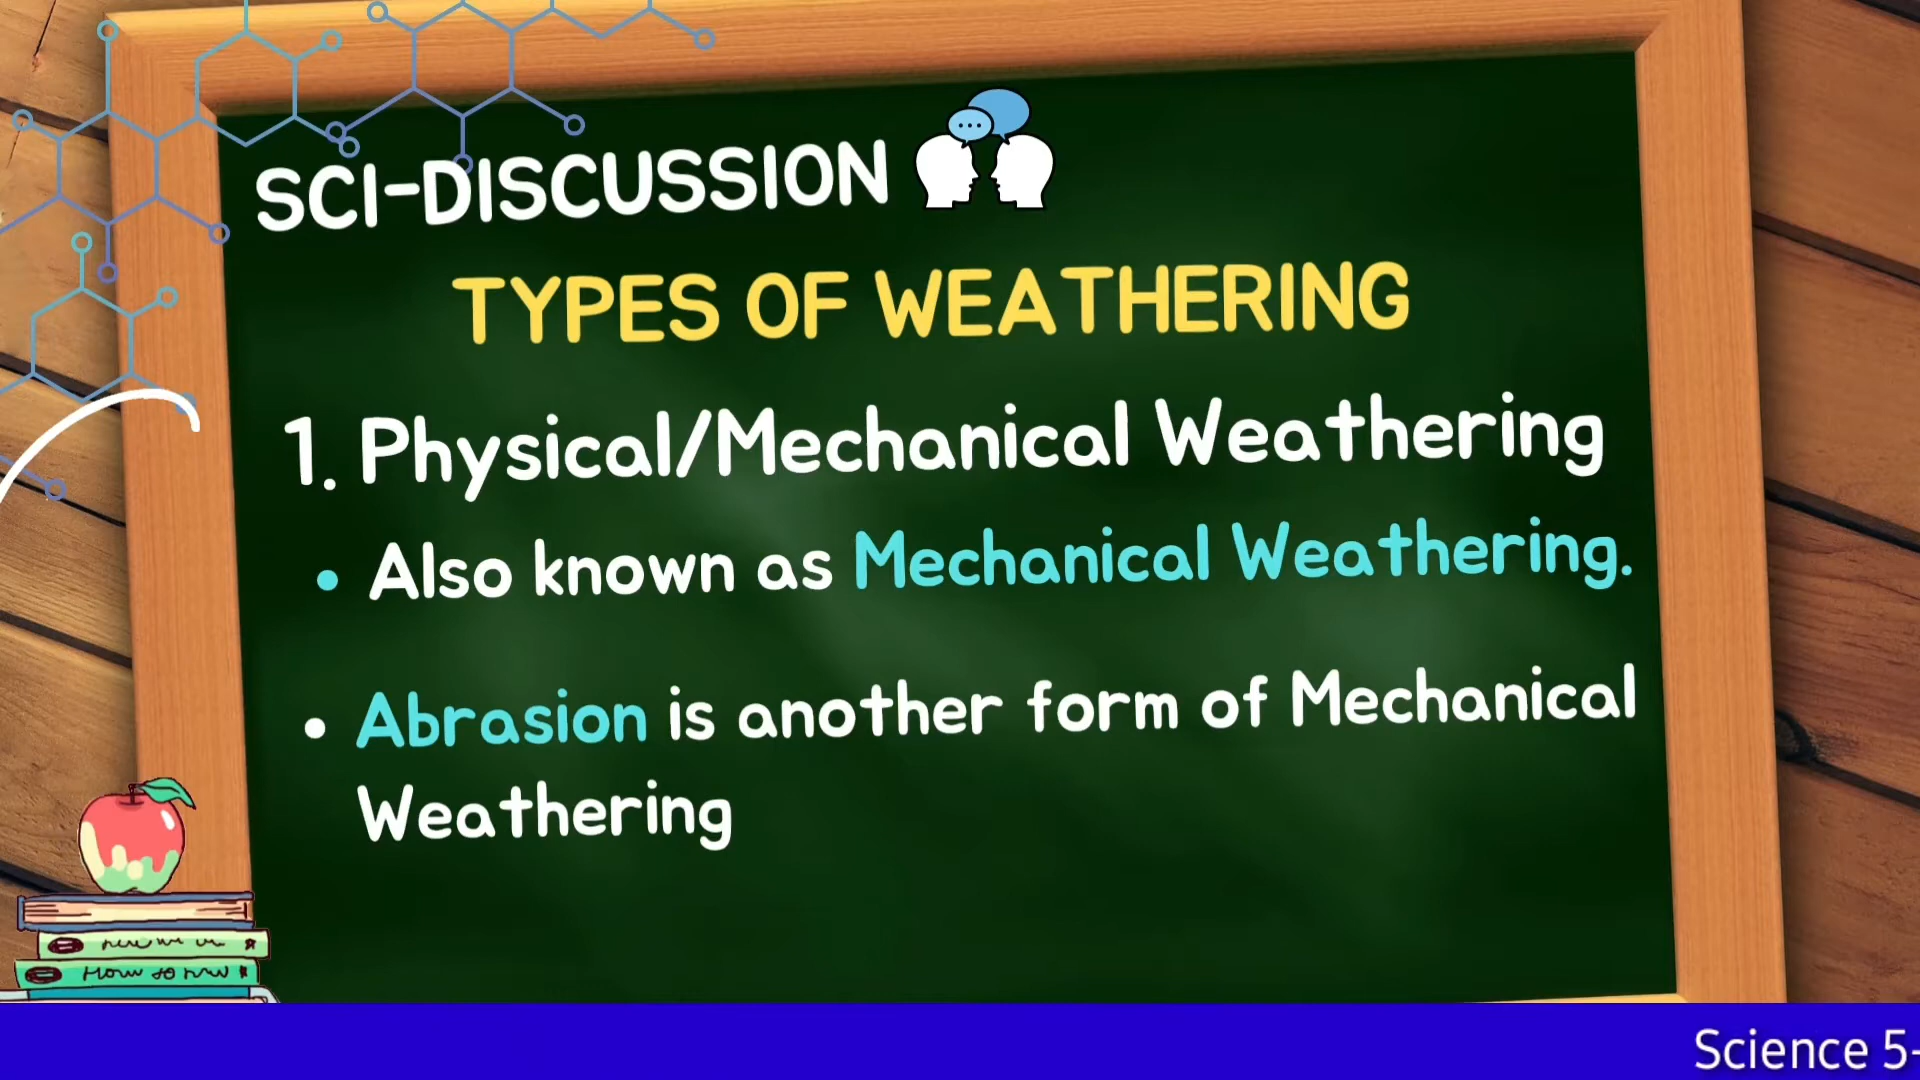 SCI-DISCUSSION
TYPES OF WEATHERING
1. Physical/Mechanical Weathering
• Also known as Mechanical Weathering.
• Abrasion is another form of Mechanical
Weathering
Science 5-